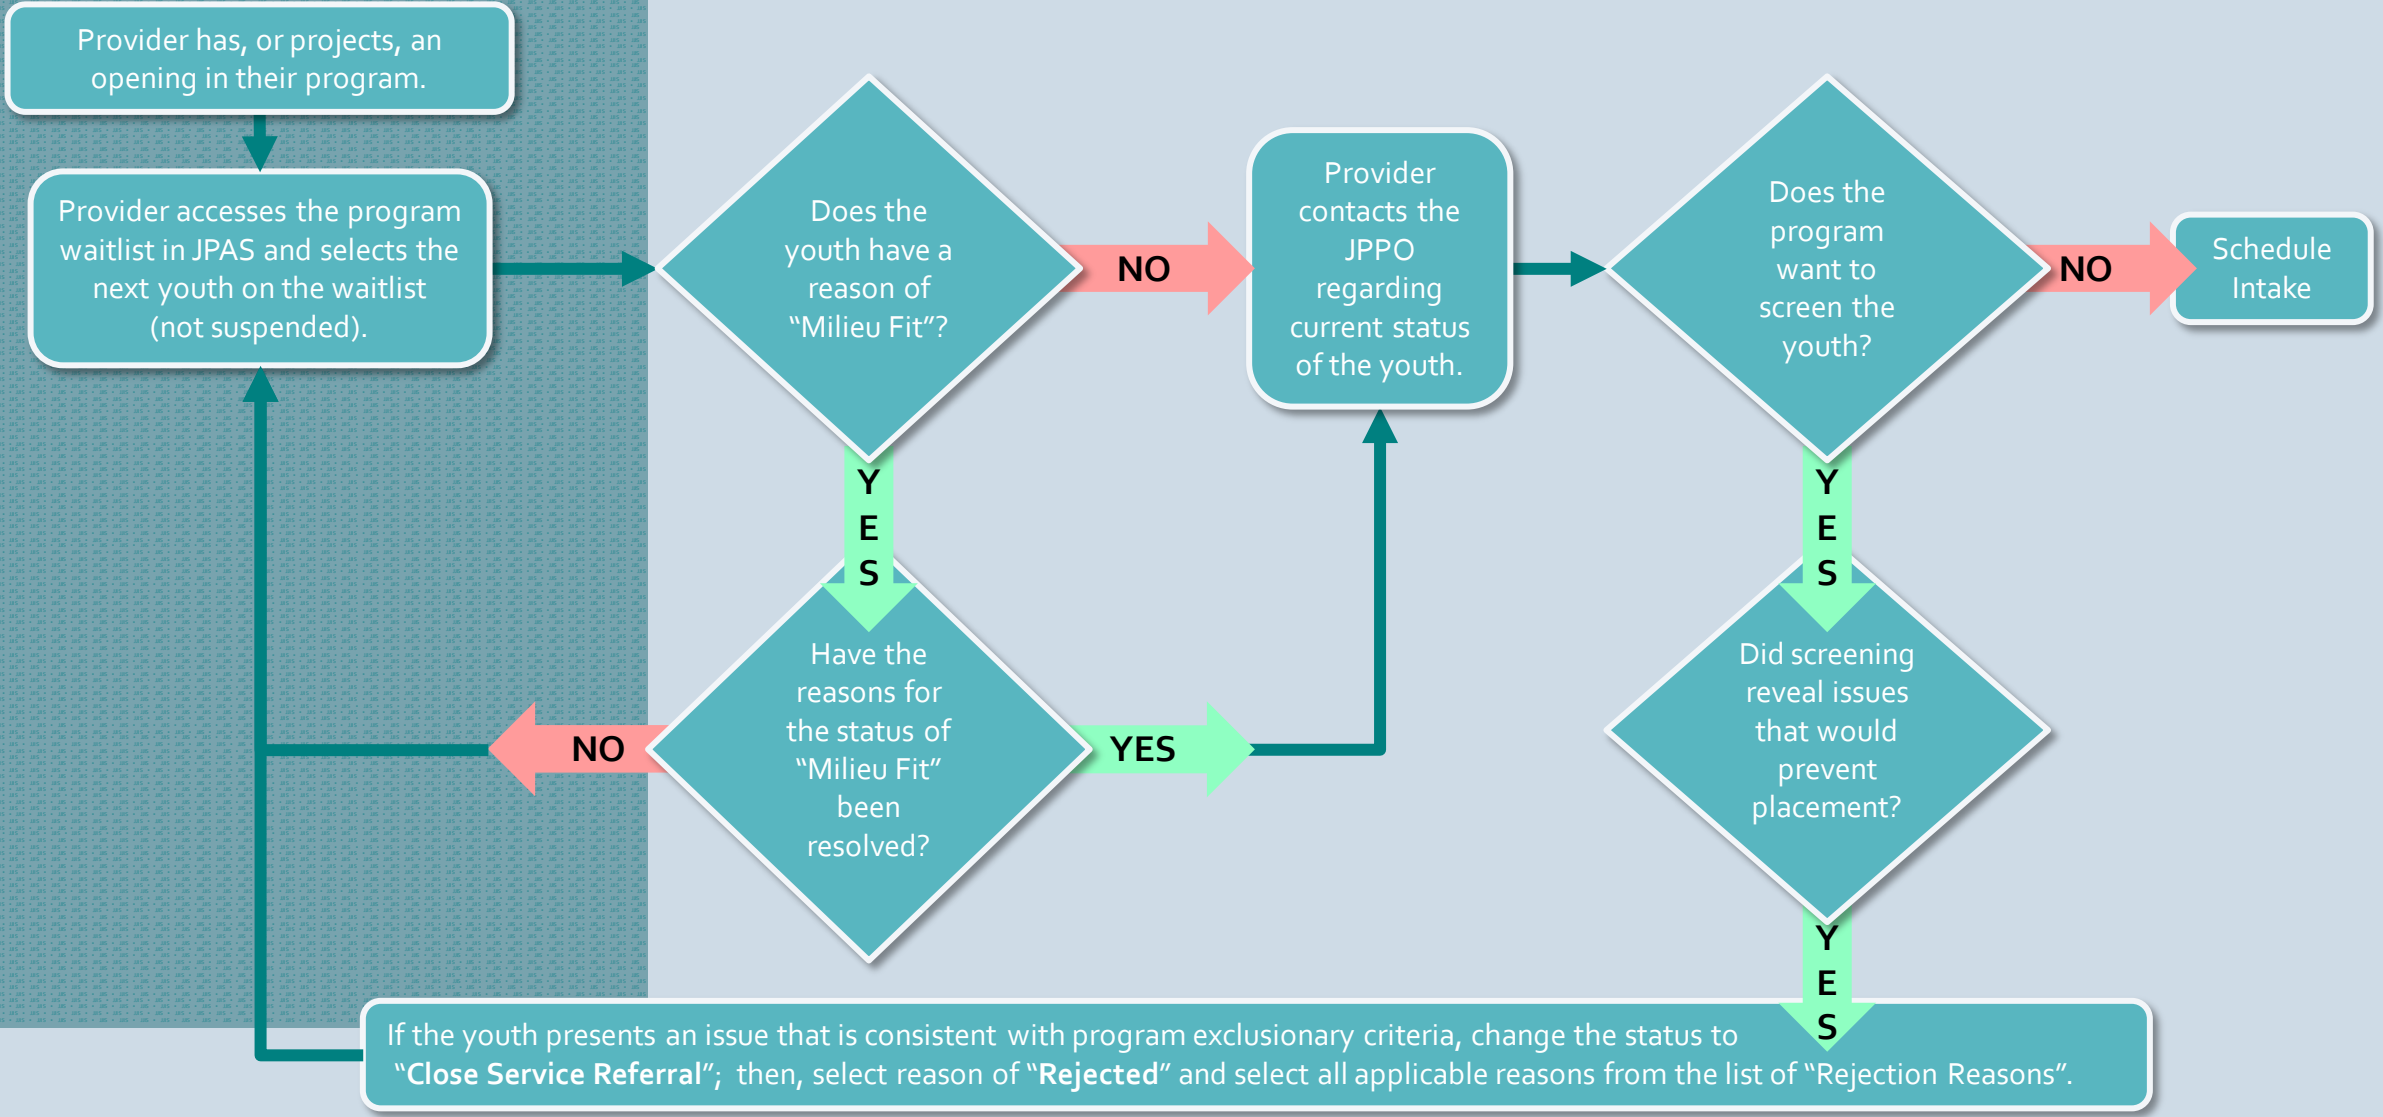 Provider has, or projects, an
opening in their program.
Provider accesses the program
waitlist in JPAS and selects the
next youth on the waitlist
(not suspended).
Does the
youth have a
reason of
“Milieu Fit”?
NO
Provider
contacts the
JPPO
regarding
current status
of the youth.
Does the
program
want to
screen the
youth?
NO
Schedule
Intake
Y
E
S
Y
E
S
Have the
reasons for
the status of
“Milieu Fit”
been
resolved?
NO
YES
Did screening
reveal issues
that would
prevent
placement?
Y
E
S
If the youth presents an issue that is consistent with program exclusionary criteria, change the status to
“Close Service Referral”; then, select reason of “Rejected” and select all applicable reasons from the list of “Rejection Reasons”.